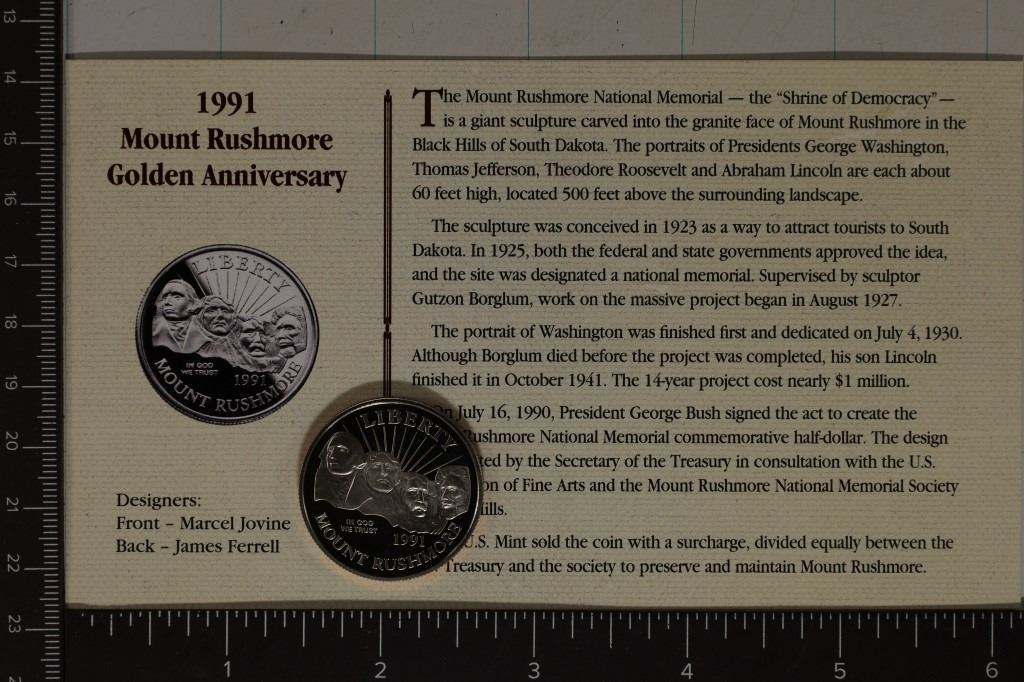 13
14
15
16
17
18
19
20
21
22
23
1991
Mount Rushmore
Golden Anniversary
LIBERTY
IN GOD
WE TRUST
1991
MOUNT RUSHMORE
Designers:
Front – Marcel Jovine
Back – James Ferrell
LIBERTY
IN GOD
WE TRUST
1991
MOUNT RUSHMORE
The Mount Rushmore National Memorial — the “Shrine of Democracy” —
is a giant sculpture carved into the granite face of Mount Rushmore in the
Black Hills of South Dakota. The portraits of Presidents George Washington,
Thomas Jefferson, Theodore Roosevelt and Abraham Lincoln are each about
60 feet high, located 500 feet above the surrounding landscape.
The sculpture was conceived in 1923 as a way to attract tourists to South
Dakota. In 1925, both the federal and state governments approved the idea,
and the site was designated a national memorial. Supervised by sculptor
Gutzon Borglum, work on the massive project began in August 1927.
The portrait of Washington was finished first and dedicated on July 4, 1930.
Although Borglum died before the project was completed, his son Lincoln
finished it in October 1941. The 14-year project cost nearly $1 million.
July 16, 1990, President George Bush signed the act to create the
Rushmore National Memorial commemorative half-dollar. The design
by the Secretary of the Treasury in consultation with the U.S.
of Fine Arts and the Mount Rushmore National Memorial Society
U.S. Mint sold the coin with a surcharge, divided equally between the
Treasury and the society to preserve and maintain Mount Rushmore.
1 2 3 4 5 6